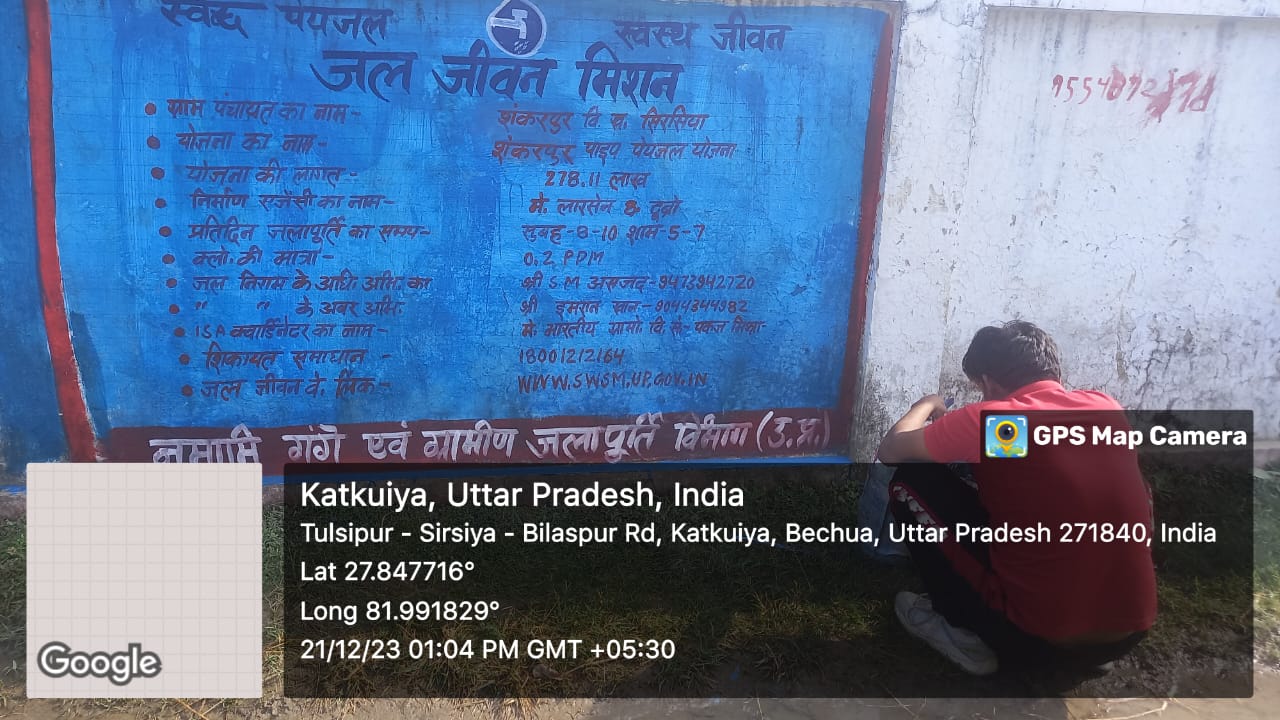 स्वच्छ पेयजल स्वस्थ जीवन
जल जीवन मिशन
• ग्राम पंचायत का नाम- शंकरपुर वि. ख. सिरसिया
• योजना का नाम- शंकरपुर पाइप पेयजल योजना
• योजना की लागत- 278.11 लाख
• निर्माण एजेंसी का नाम- मे. लारसेन & टूब्रो
• प्रतिदिन जलापूर्ति का समय- सुबह-8-10 शाम-5-7
• क्लो. की मात्रा- 0.2 PPM
• जल निगम के अधि. अभि. का श्री S.M असजद-9473942720
• " " के अवर अभि. श्री इमरान खान-9044344982
• ISA क्वार्डिनेटर का नाम- मे. भारतीय ग्रामो. वि. से.-पंकज मिश्रा-
• शिकायत समाधान - 18001212164
• जल जीवन वे. लिंक- WWW.SWSM.UP.GOV.IN
नमामि गंगे एवं ग्रामीण जलापूर्ति विभाग (उ.प्र.)
GPS Map Camera
Katkuiya, Uttar Pradesh, India
Tulsipur - Sirsiya - Bilaspur Rd, Katkuiya, Bechua, Uttar Pradesh 271840, India
Lat 27.847716°
Long 81.991829°
21/12/23 01:04 PM GMT +05:30
Google